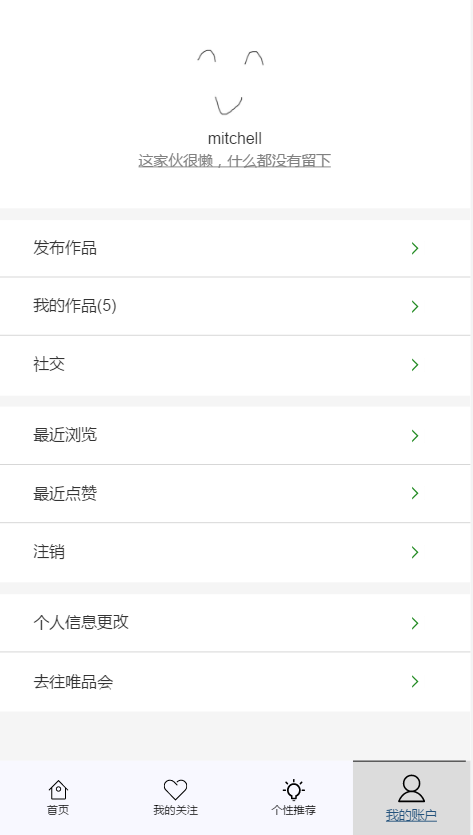 mitchell
这家伙很懒，什么都没有留下
发布作品
我的作品(5)
社交
最近浏览
最近点赞
注销
个人信息更改
去往唯品会
首页
我的关注
个性推荐
我的账户